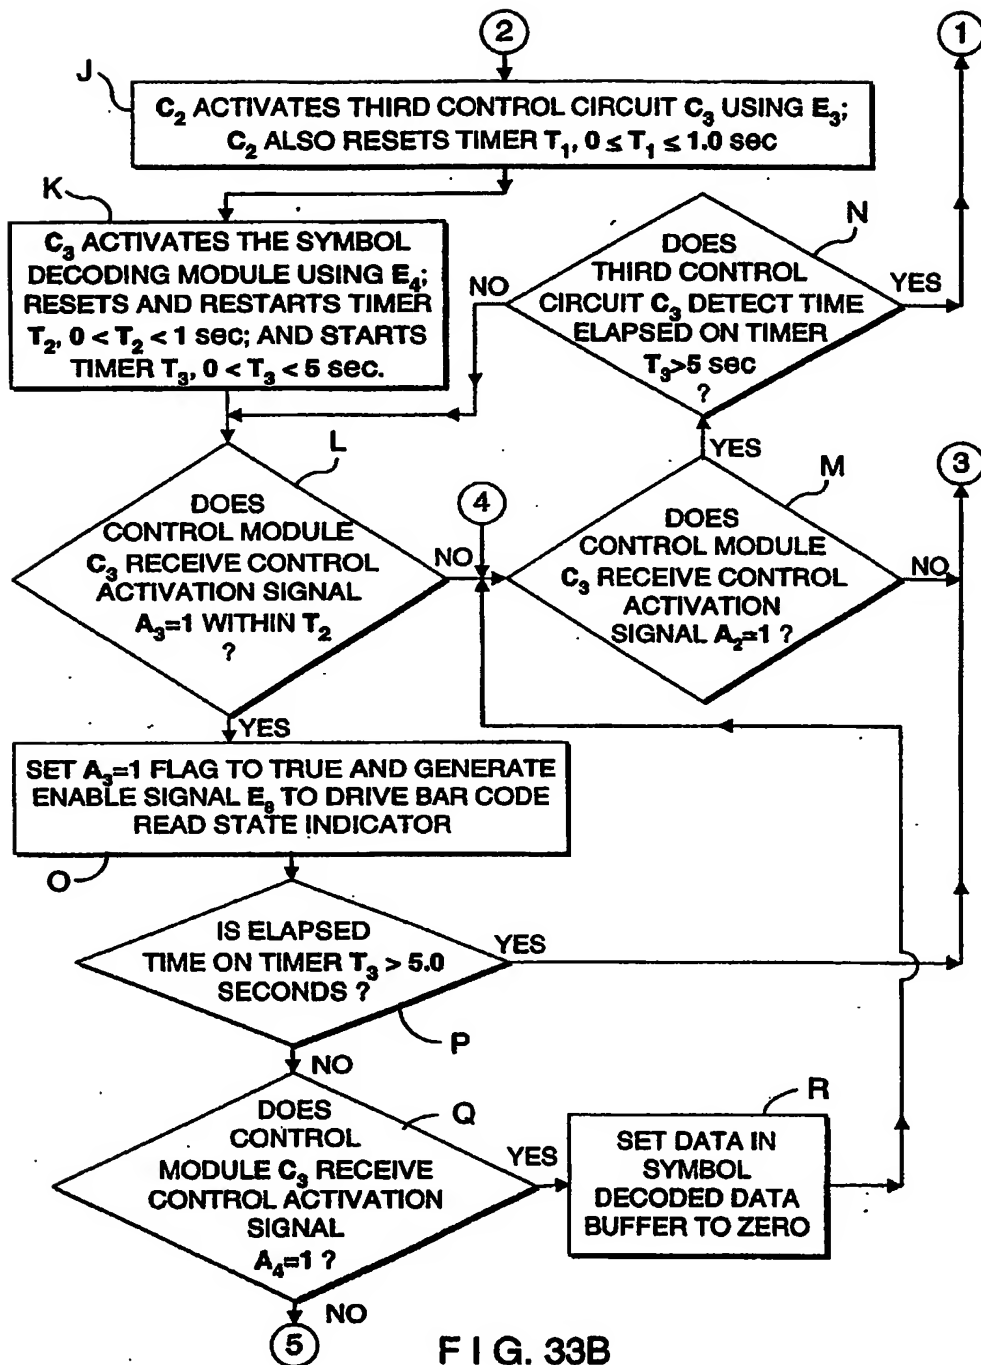 2
1
J
C₂ ACTIVATES THIRD CONTROL CIRCUIT C₃ USING E₃;
C₂ ALSO RESETS TIMER T₁, 0 ≤ T₁ ≤ 1.0 sec
K
C₃ ACTIVATES THE SYMBOL
DECODING MODULE USING E₄;
RESETS AND RESTARTS TIMER
T₂, 0 < T₂ < 1 sec; AND STARTS
TIMER T₃, 0 < T₃ < 5 sec.
N
DOES
THIRD CONTROL
CIRCUIT C₃ DETECT TIME
ELAPSED ON TIMER
T₃>5 sec
?
NO
YES
L
DOES
CONTROL MODULE
C₃ RECEIVE CONTROL
ACTIVATION SIGNAL
A₃=1 WITHIN T₂
?
NO
YES
4
YES
M
DOES
CONTROL MODULE
C₃ RECEIVE CONTROL
ACTIVATION
SIGNAL A₂=1 ?
NO
3
SET A₃=1 FLAG TO TRUE AND GENERATE
ENABLE SIGNAL E₈ TO DRIVE BAR CODE
READ STATE INDICATOR
O
IS ELAPSED
TIME ON TIMER T₃ > 5.0
SECONDS ?
YES
P
NO
DOES
CONTROL
MODULE C₃ RECEIVE
CONTROL ACTIVATION
SIGNAL
A₄=1 ?
Q
YES
R
SET DATA IN
SYMBOL
DECODED DATA
BUFFER TO ZERO
NO
5
FIG. 33B